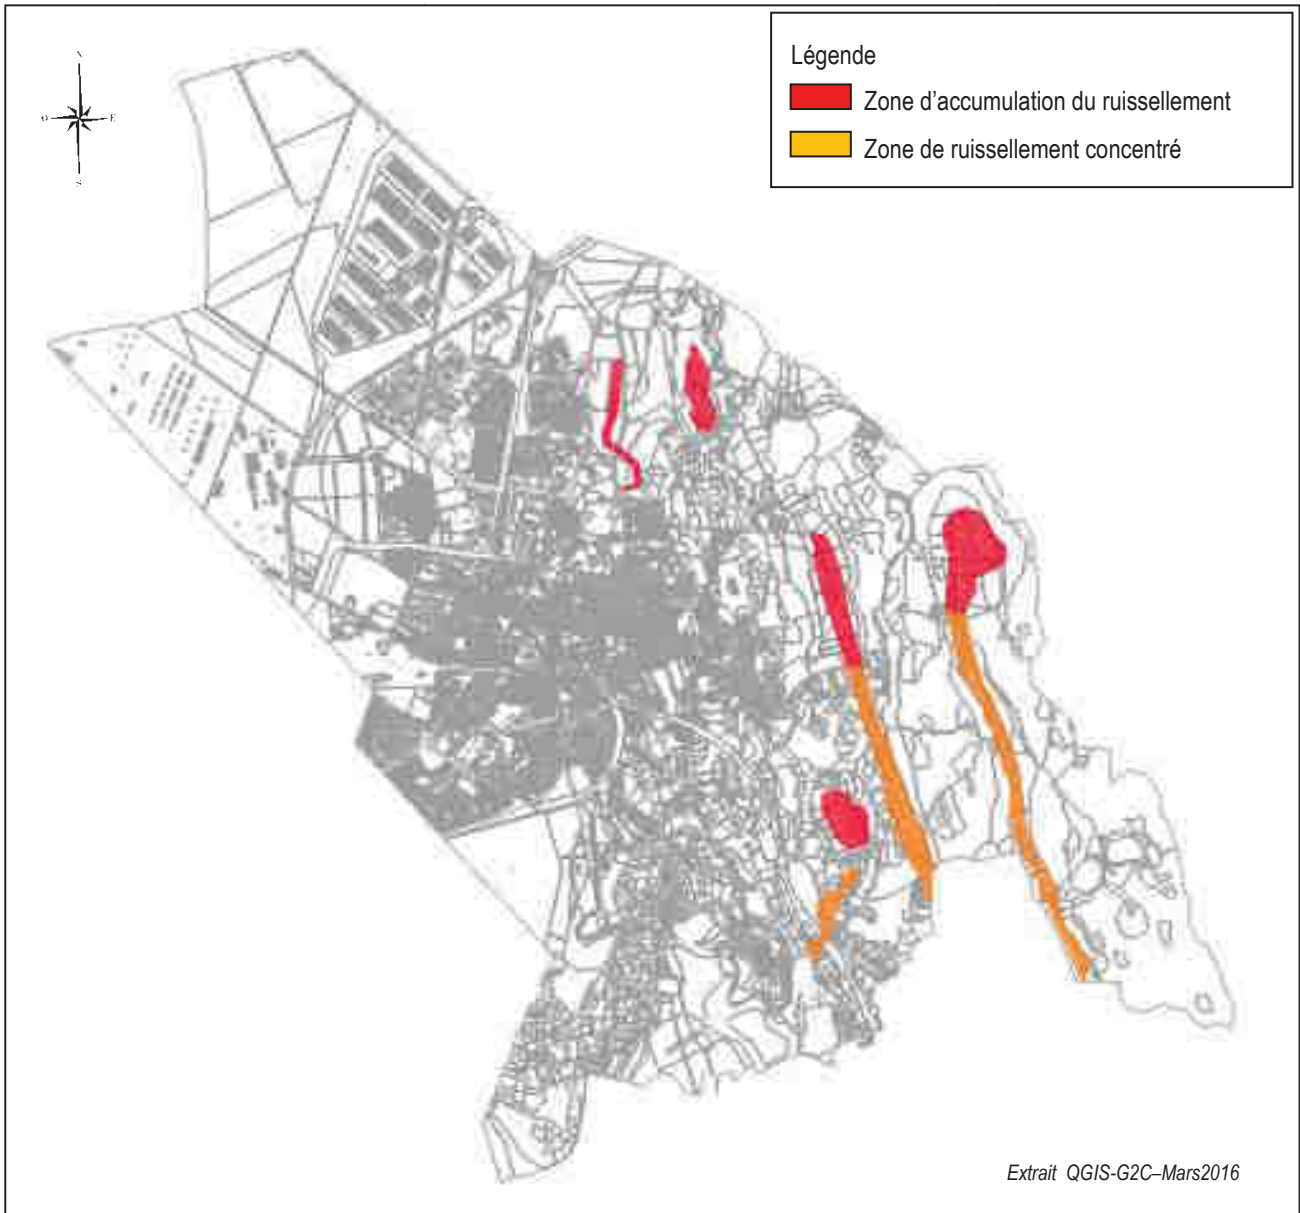 Légende
Zone d'accumulation du ruissellement
Zone de ruissellement concentré
O
E
Extrait QGIS-G2C–Mars2016